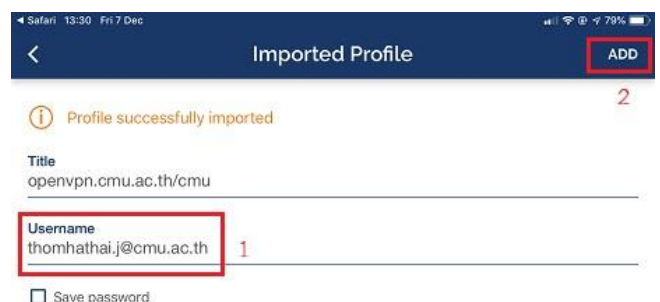 Safari 13:30 Fri 7 Dec 79%
Imported Profile ADD
2
Profile successfully imported
Title
openvpn.cmu.ac.th/cmu
Username
thomhathai.j@cmu.ac.th 1
Save password